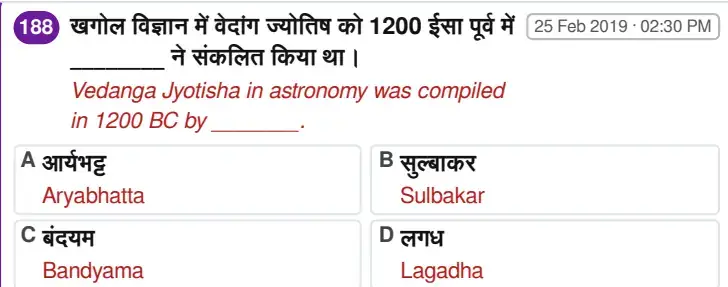 188 खगोल विज्ञान में वेदांग ज्योतिष को 1200 ईसा पूर्व में 25 Feb 2019 · 02:30 PM
________ ने संकलित किया था।
Vedanga Jyotisha in astronomy was compiled
in 1200 BC by ________.
A आर्यभट्ट B सुल्बाकर
Aryabhatta Sulbakar
C बंदयम D लगध
Bandyama Lagadha